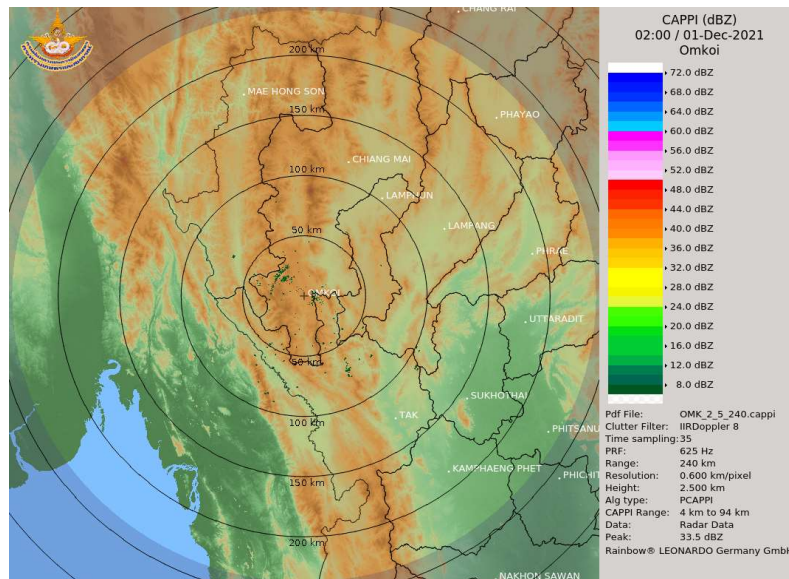 CHANG RAI
200 km
MAE HONG SON
150 km
PHAYAO
CHIANG MAI
100 km
LAMPHUN
LAMPANG
50 km
PHRAE
OMKOI
UTTARADIT
50 km
SUKHOTHAI
TAK
100 km
PHITSANU
KAMPHAENG PHET
PHICHIT
150 km
200 km
NAKHON SAWAN
CAPPI (dBZ)
02:00 / 01-Dec-2021
Omkoi
72.0 dBZ
68.0 dBZ
64.0 dBZ
60.0 dBZ
56.0 dBZ
52.0 dBZ
48.0 dBZ
44.0 dBZ
40.0 dBZ
36.0 dBZ
32.0 dBZ
28.0 dBZ
24.0 dBZ
20.0 dBZ
16.0 dBZ
12.0 dBZ
8.0 dBZ
Pdf File: OMK_2_5_240.cappi
Clutter Filter: IIRDoppler 8
Time sampling:35
PRF: 625 Hz
Range: 240 km
Resolution: 0.600 km/pixel
Height: 2.500 km
Alg type: PCAPPI
CAPPI Range: 4 km to 94 km
Data: Radar Data
Peak: 33.5 dBZ
Rainbow® LEONARDO Germany GmbH